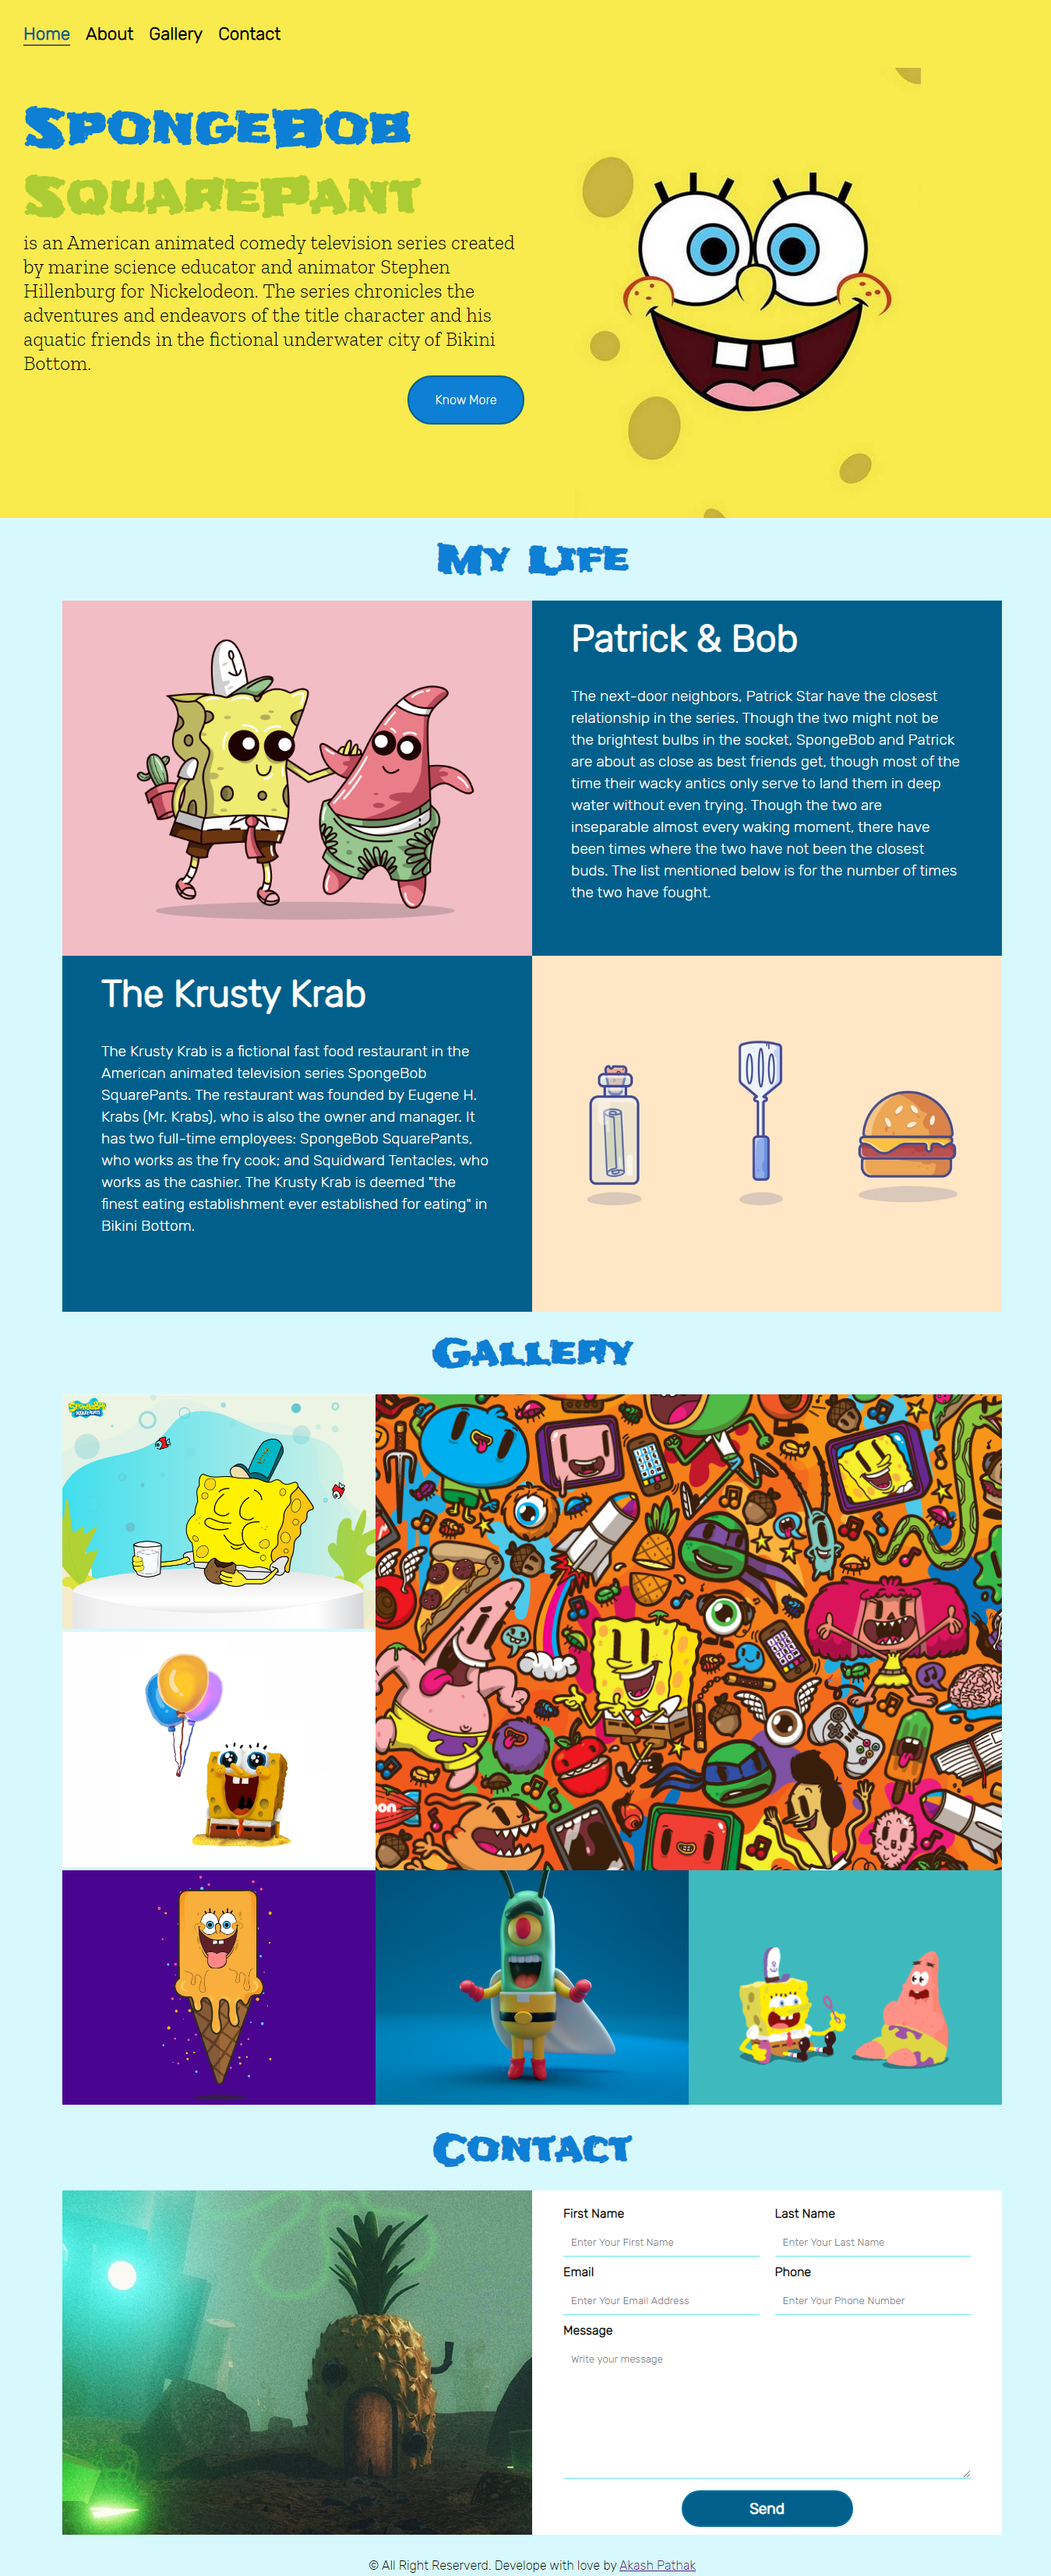 Home About Gallery Contact
SpongeBob
SquarePant
is an American animated comedy television series created
by marine science educator and animator Stephen
Hillenburg for Nickelodeon. The series chronicles the
adventures and endeavors of the title character and his
aquatic friends in the fictional underwater city of Bikini
Bottom.
Know More
My Life
Patrick & Bob
The next-door neighbors, Patrick Star have the closest
relationship in the series. Though the two might not be
the brightest bulbs in the socket, SpongeBob and Patrick
are about as close as best friends get, though most of the
time their wacky antics only serve to land them in deep
water without even trying. Though the two are
inseparable almost every waking moment, there have
been times where the two have not been the closest
buds. The list mentioned below is for the number of times
the two have fought.
The Krusty Krab
The Krusty Krab is a fictional fast food restaurant in the
American animated television series SpongeBob
SquarePants. The restaurant was founded by Eugene H.
Krabs (Mr. Krabs), who is also the owner and manager. It
has two full-time employees: SpongeBob SquarePants,
who works as the fry cook; and Squidward Tentacles, who
works as the cashier. The Krusty Krab is deemed "the
finest eating establishment ever established for eating" in
Bikini Bottom.
Gallery
SpongeBob
SQUAREPANTS
on
Contact
First Name Last Name
Enter Your First Name Enter Your Last Name
Email Phone
Enter Your Email Address Enter Your Phone Number
Message
Write your message
Send
© All Right Reserverd. Develope with love by Akash Pathak